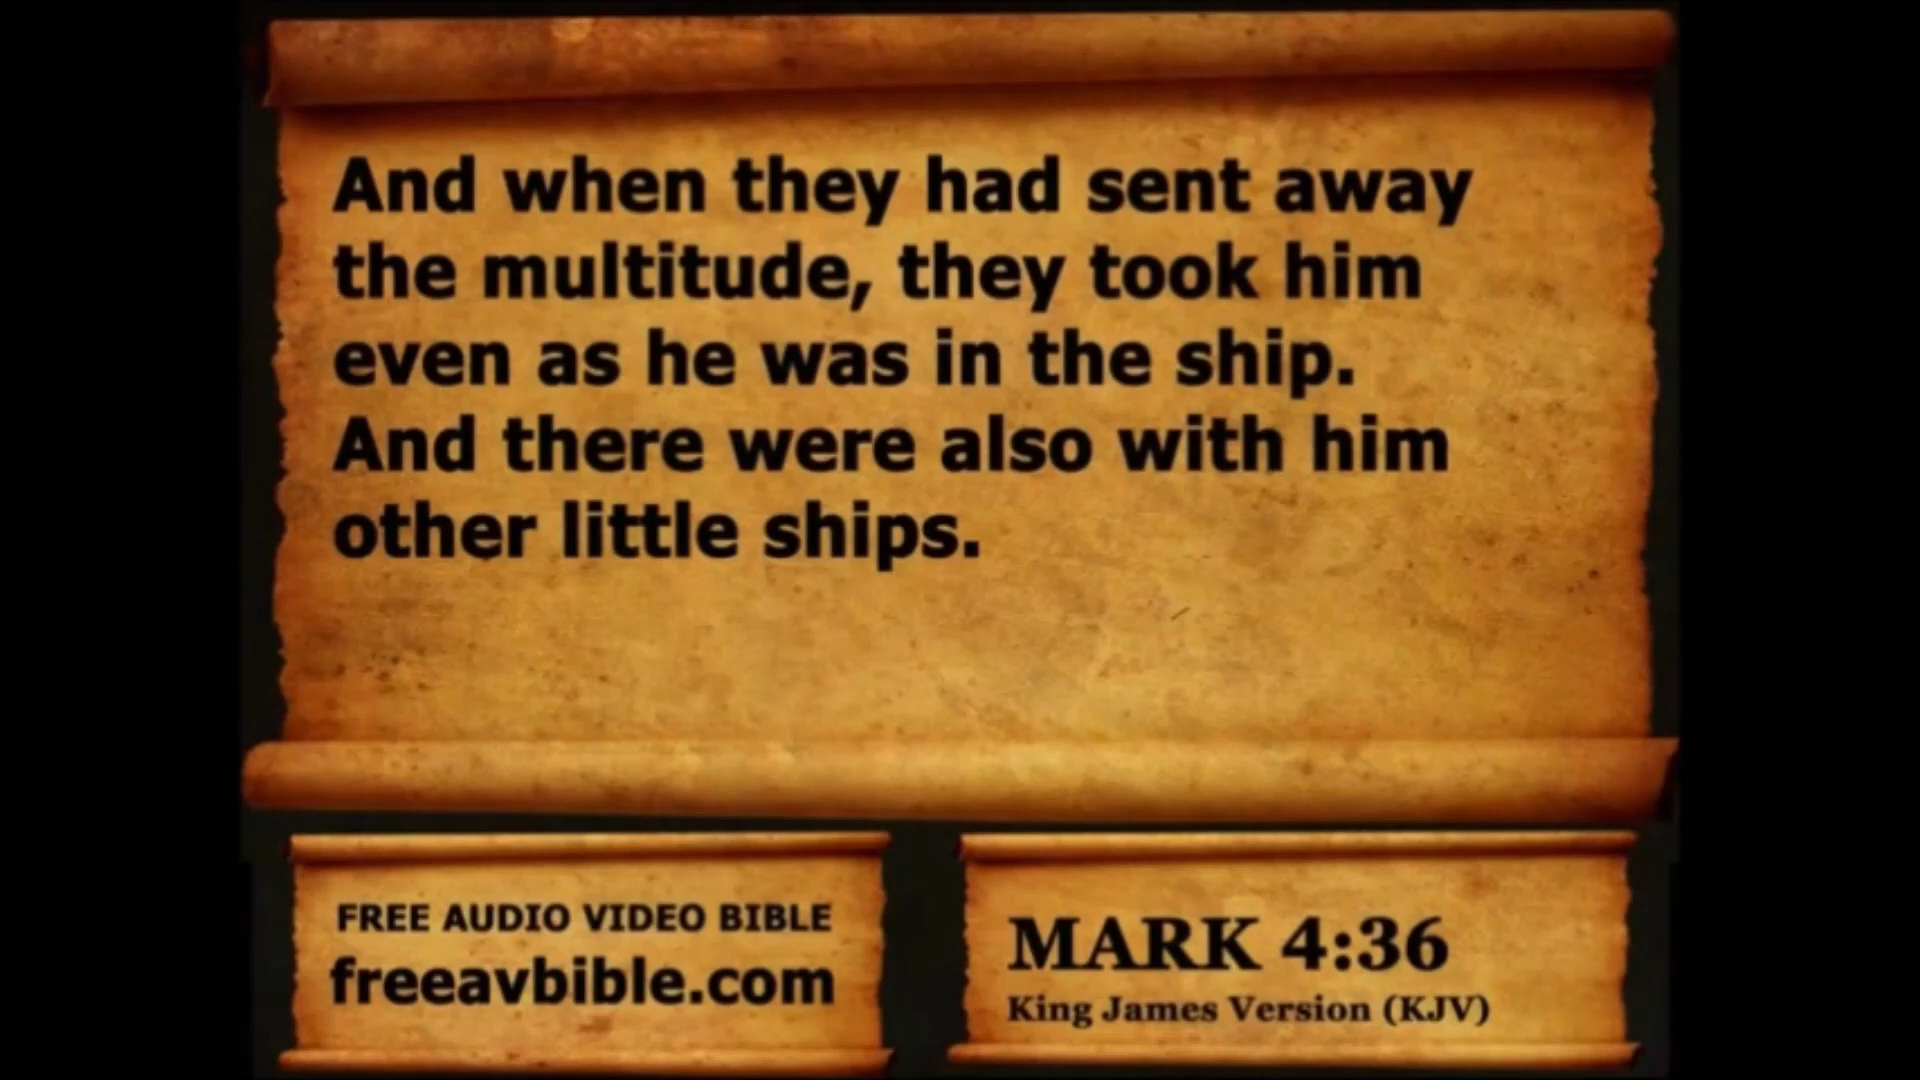 And when they had sent away
the multitude, they took him
even as he was in the ship.
And there were also with him
other little ships.
FREE AUDIO VIDEO BIBLE
freeavbible.com
MARK 4:36
King James Version (KJV)